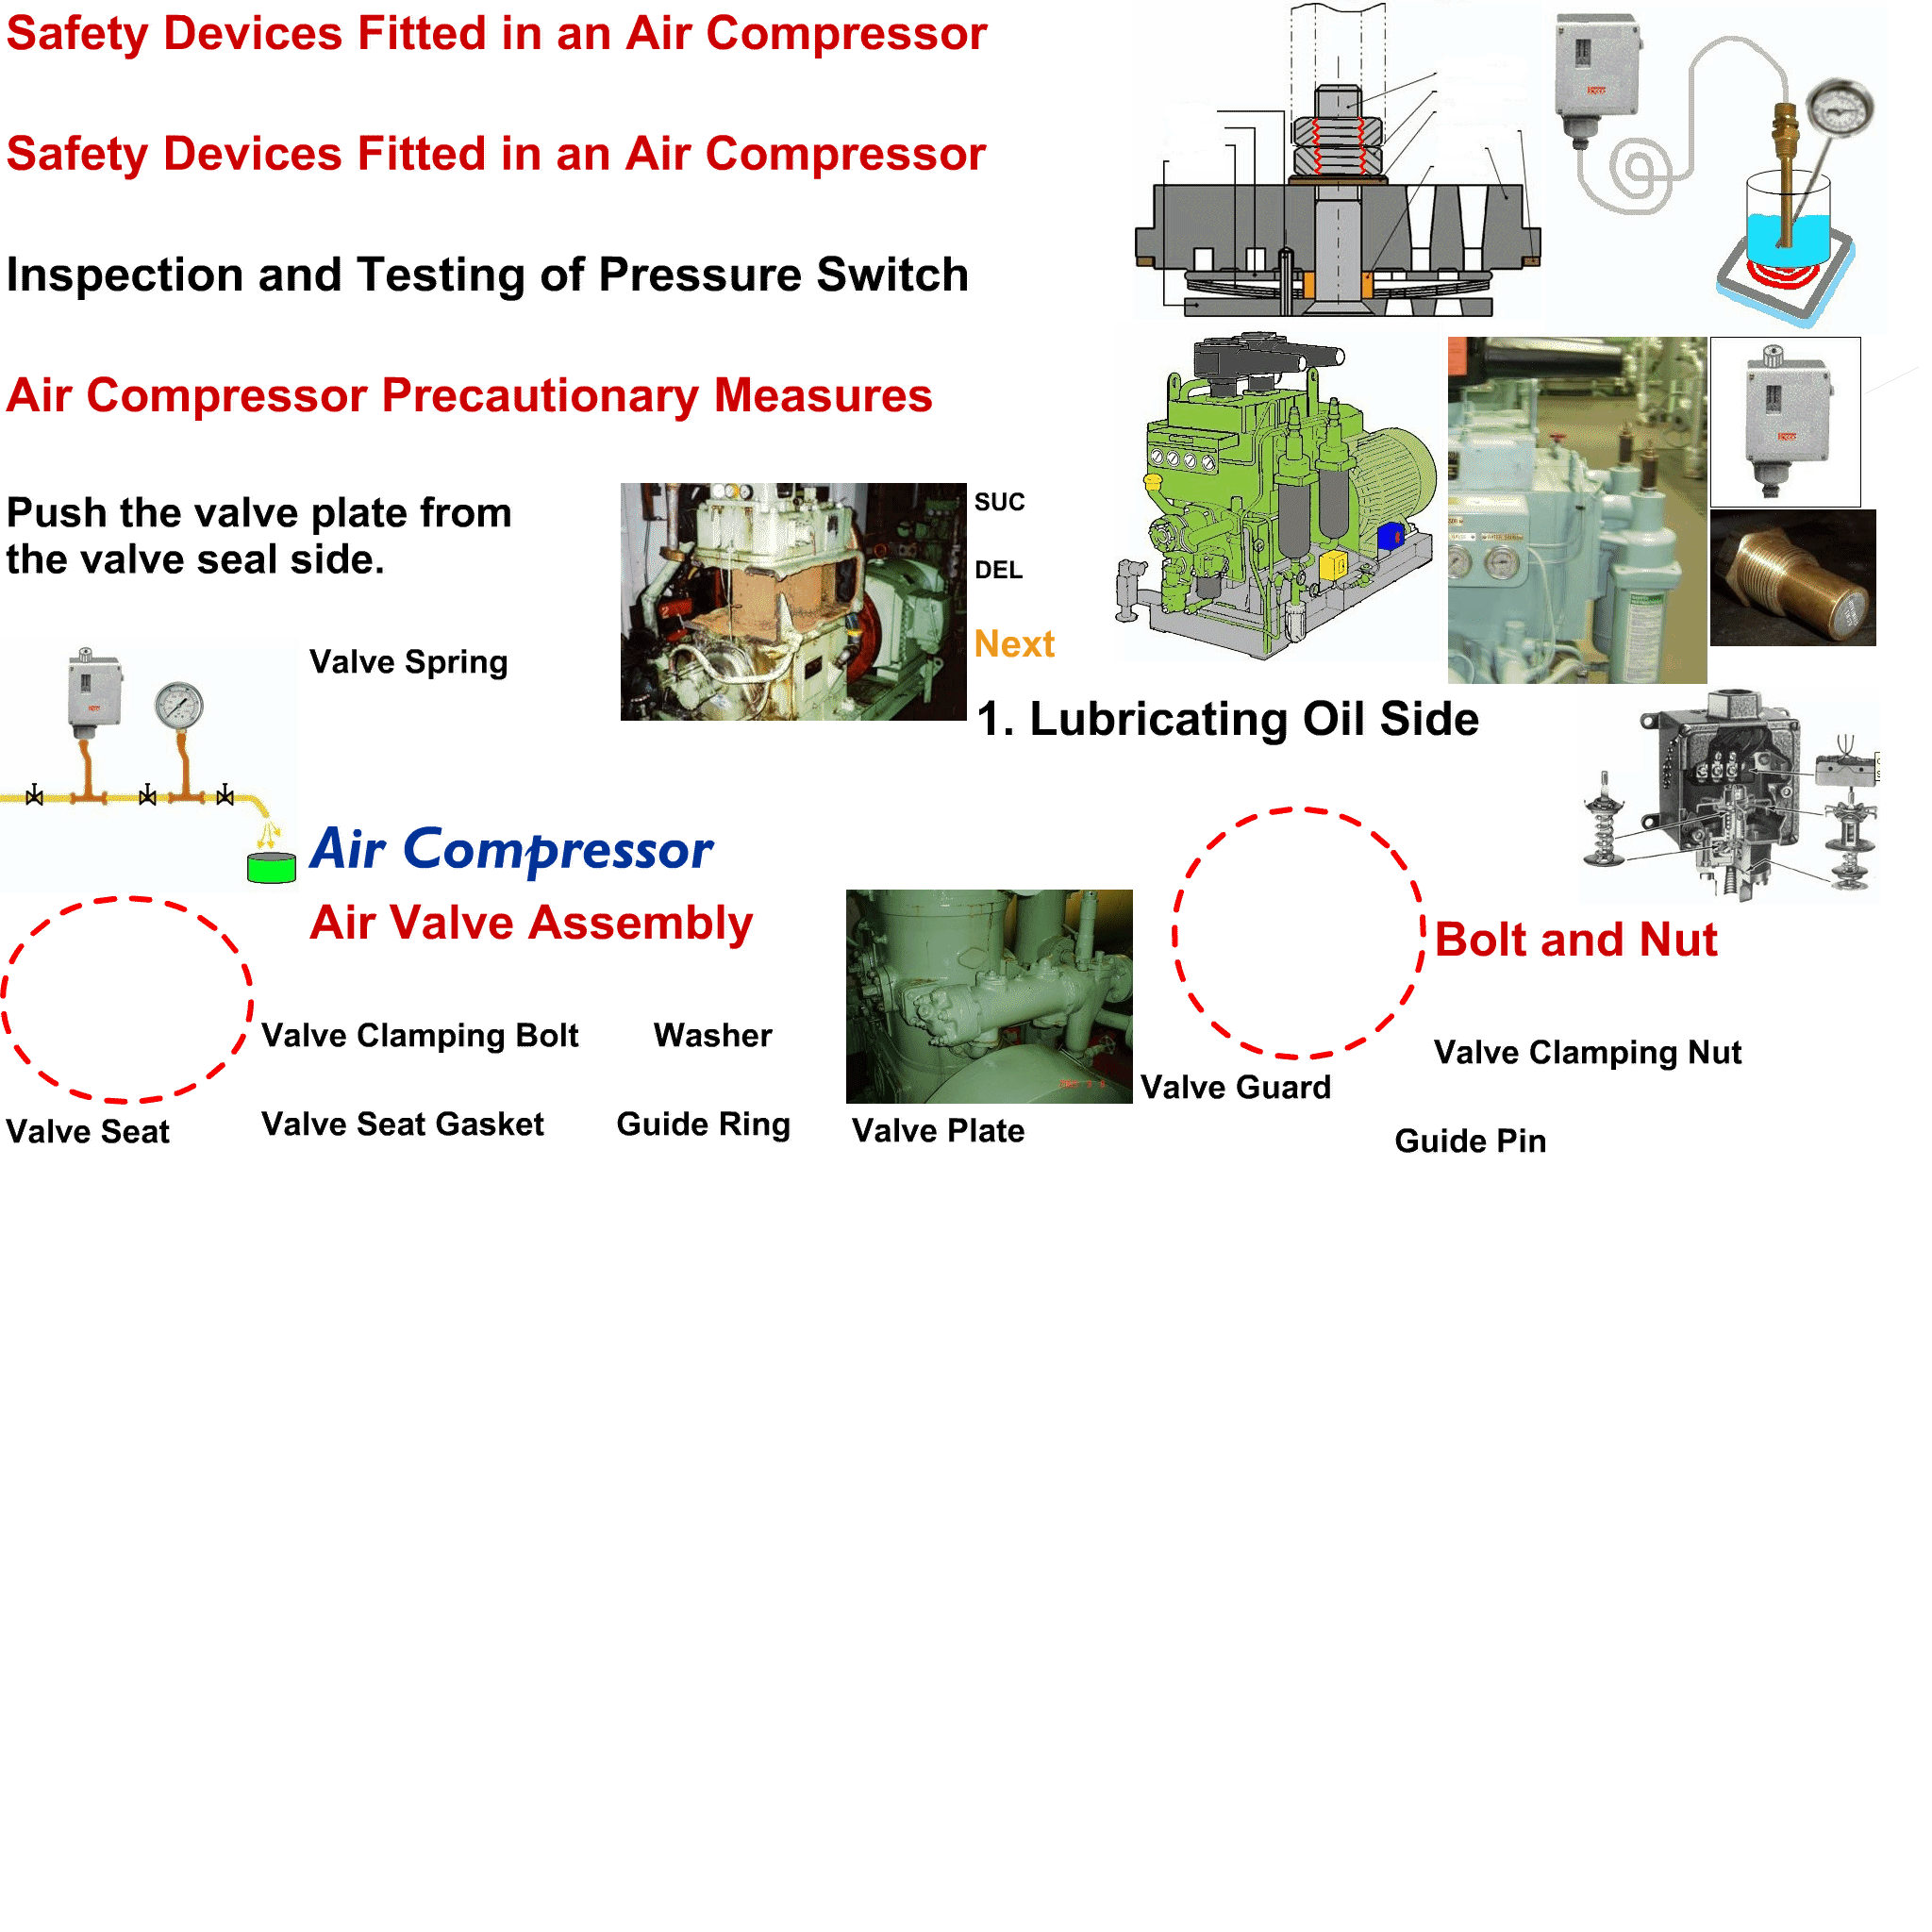 Safety Devices Fitted in an Air Compressor
Safety Devices Fitted in an Air Compressor
Inspection and Testing of Pressure Switch
Air Compressor Precautionary Measures
Push the valve plate from
the valve seal side.
SUC
DEL
Next
Valve Spring
1. Lubricating Oil Side
Air Compressor
Air Valve Assembly
Bolt and Nut
Valve Clamping Bolt
Washer
Valve Clamping Nut
Valve Guard
Valve Seat
Valve Seat Gasket
Guide Ring
Valve Plate
Guide Pin